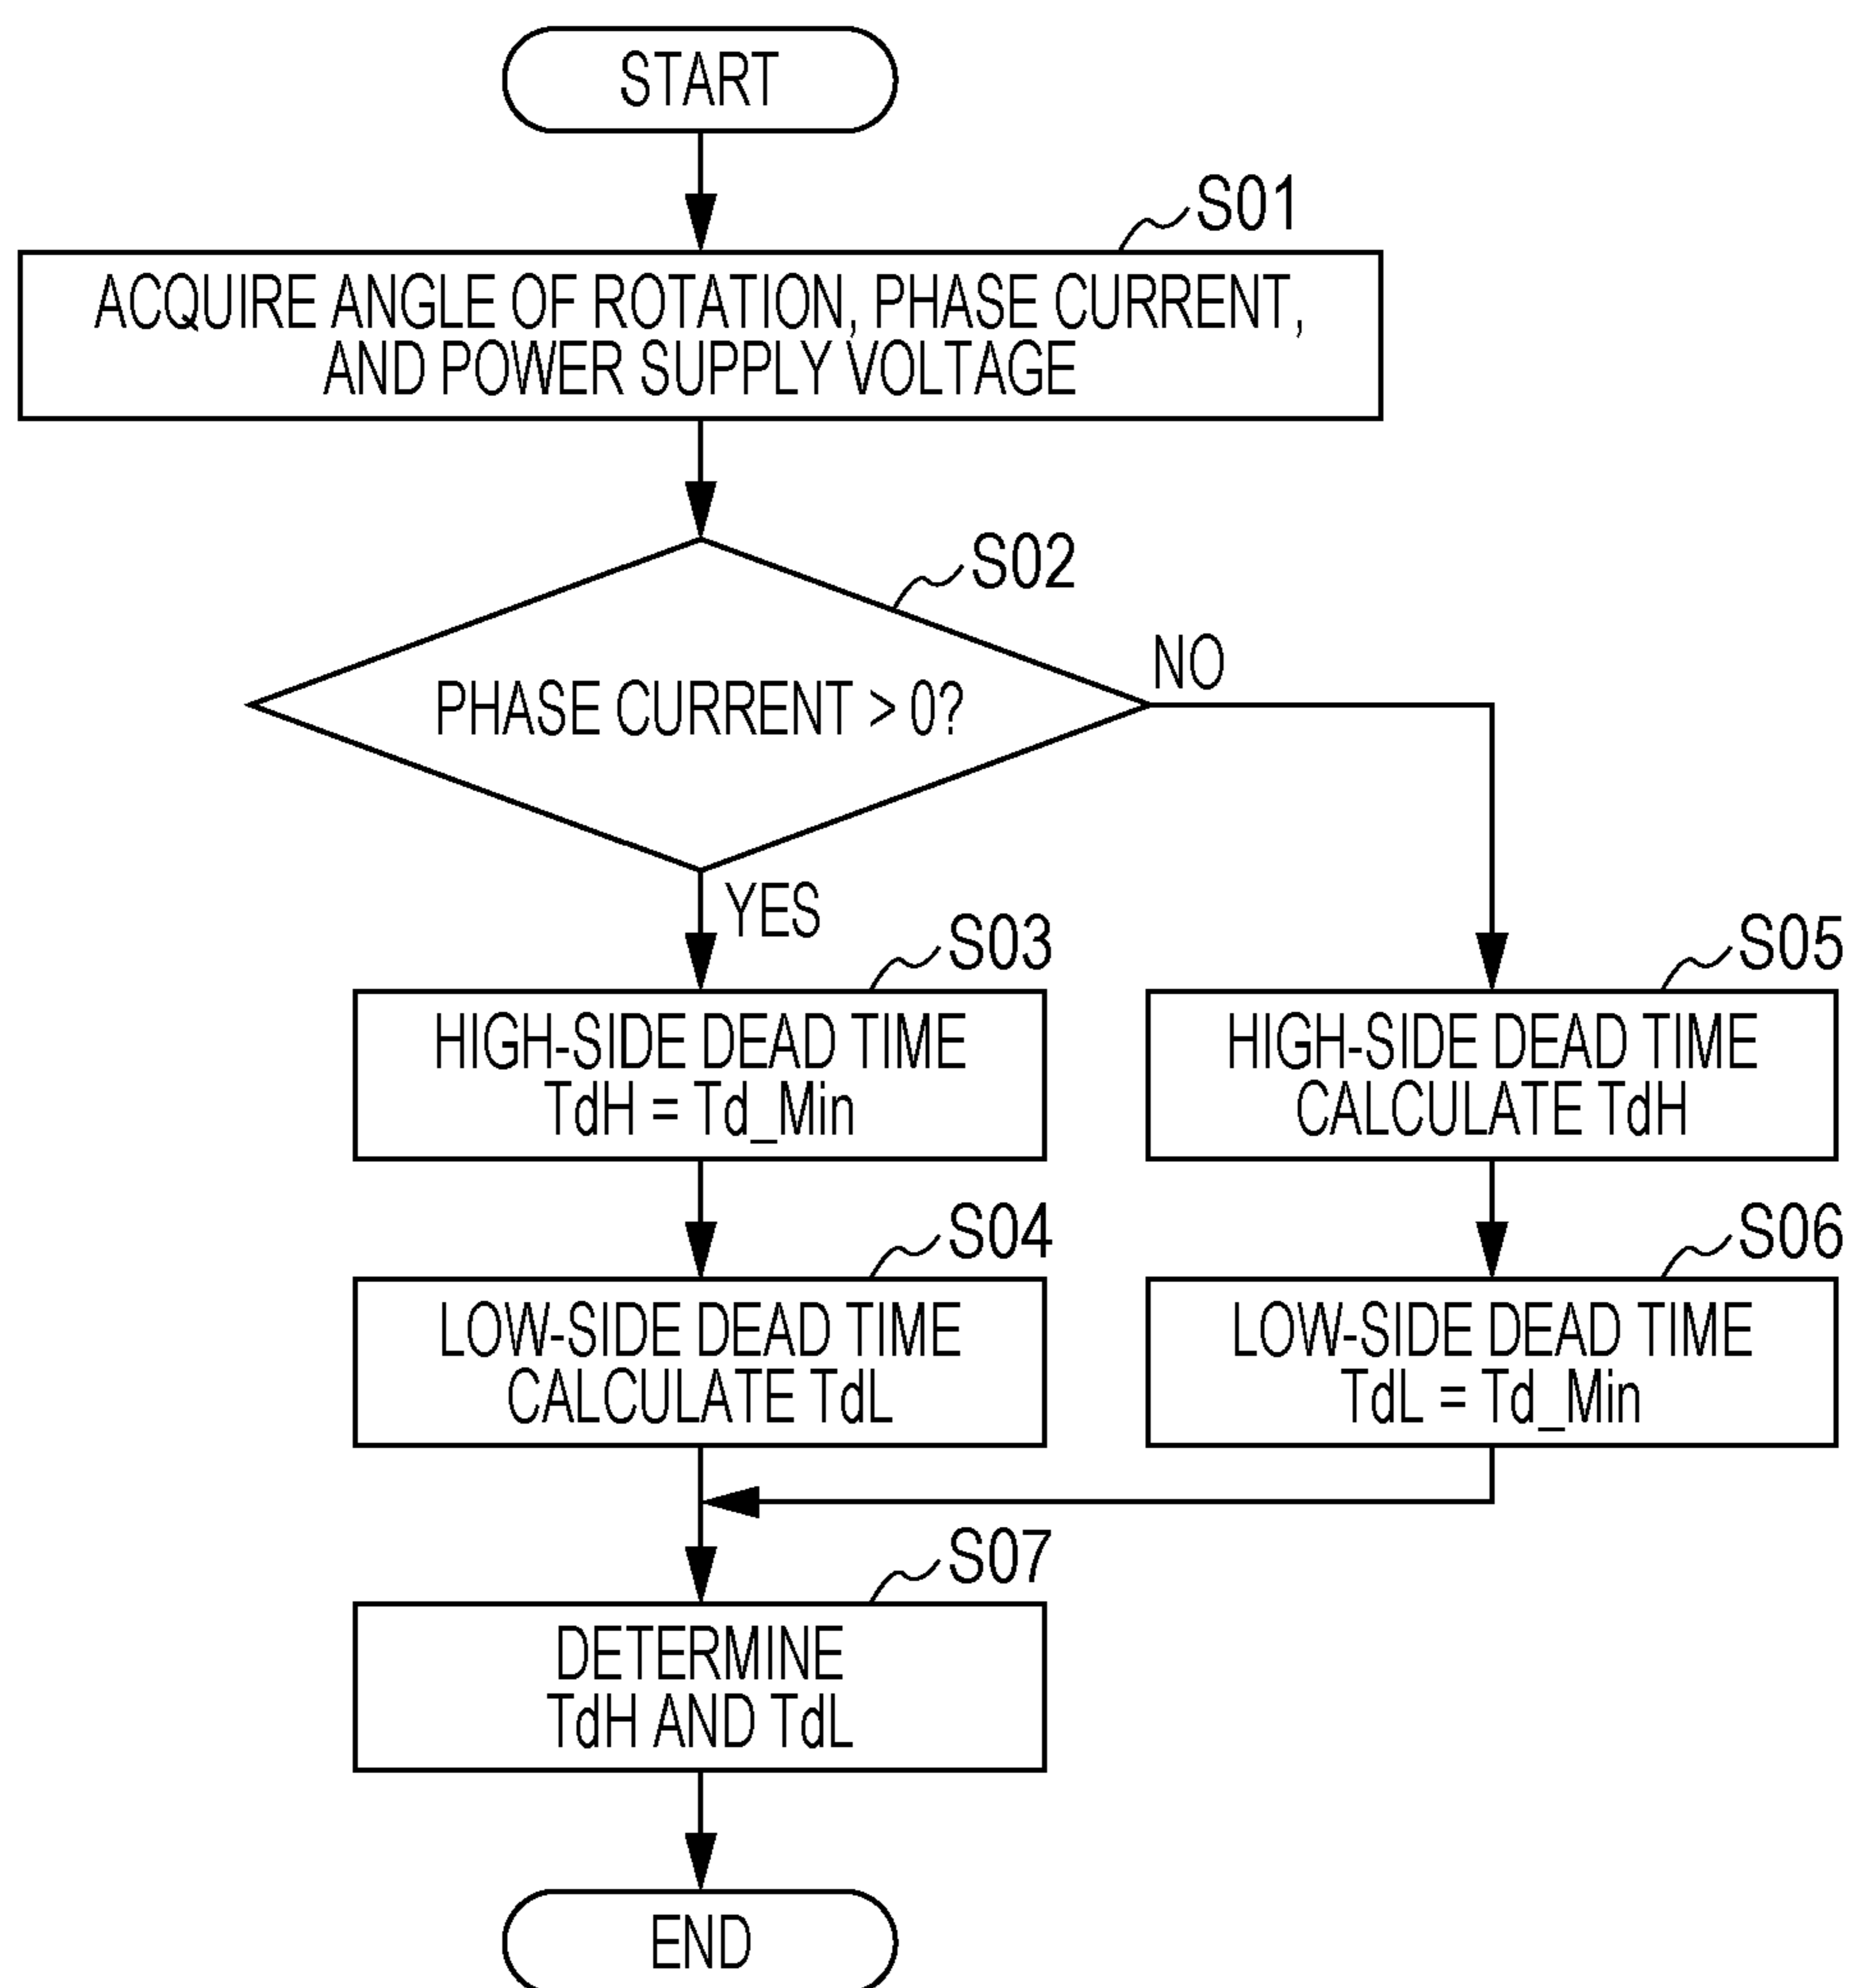 START
S01
ACQUIRE ANGLE OF ROTATION, PHASE CURRENT,
AND POWER SUPPLY VOLTAGE
S02
PHASE CURRENT > 0?
NO
YES
S03
HIGH-SIDE DEAD TIME
TdH = Td_Min
S05
HIGH-SIDE DEAD TIME
CALCULATE TdH
S04
LOW-SIDE DEAD TIME
CALCULATE TdL
S06
LOW-SIDE DEAD TIME
TdL = Td_Min
S07
DETERMINE
TdH AND TdL
END